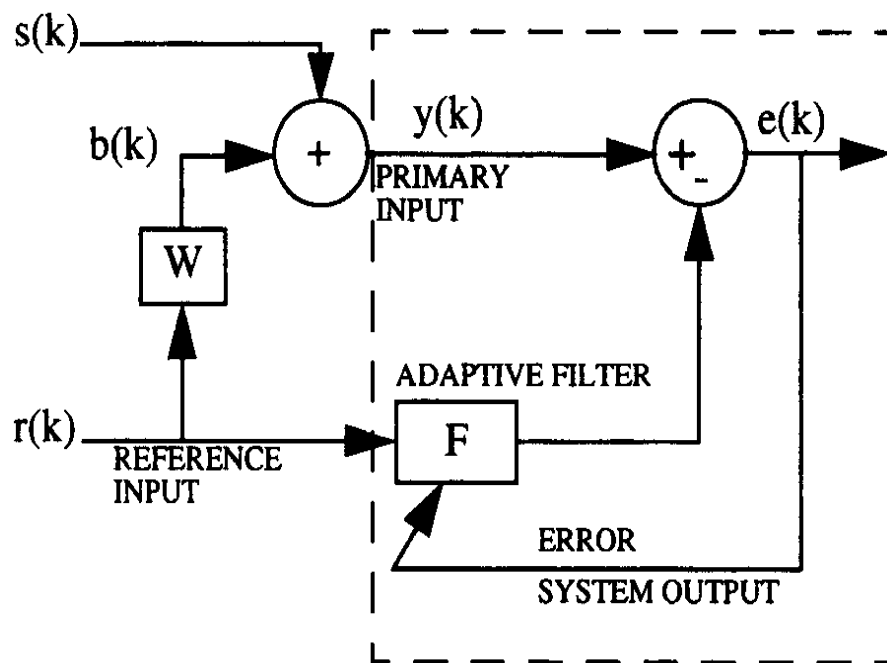 s(k)
b(k)
+
y(k)
+
-
e(k)
PRIMARY
INPUT
W
ADAPTIVE FILTER
r(k)
F
REFERENCE
INPUT
ERROR
SYSTEM OUTPUT